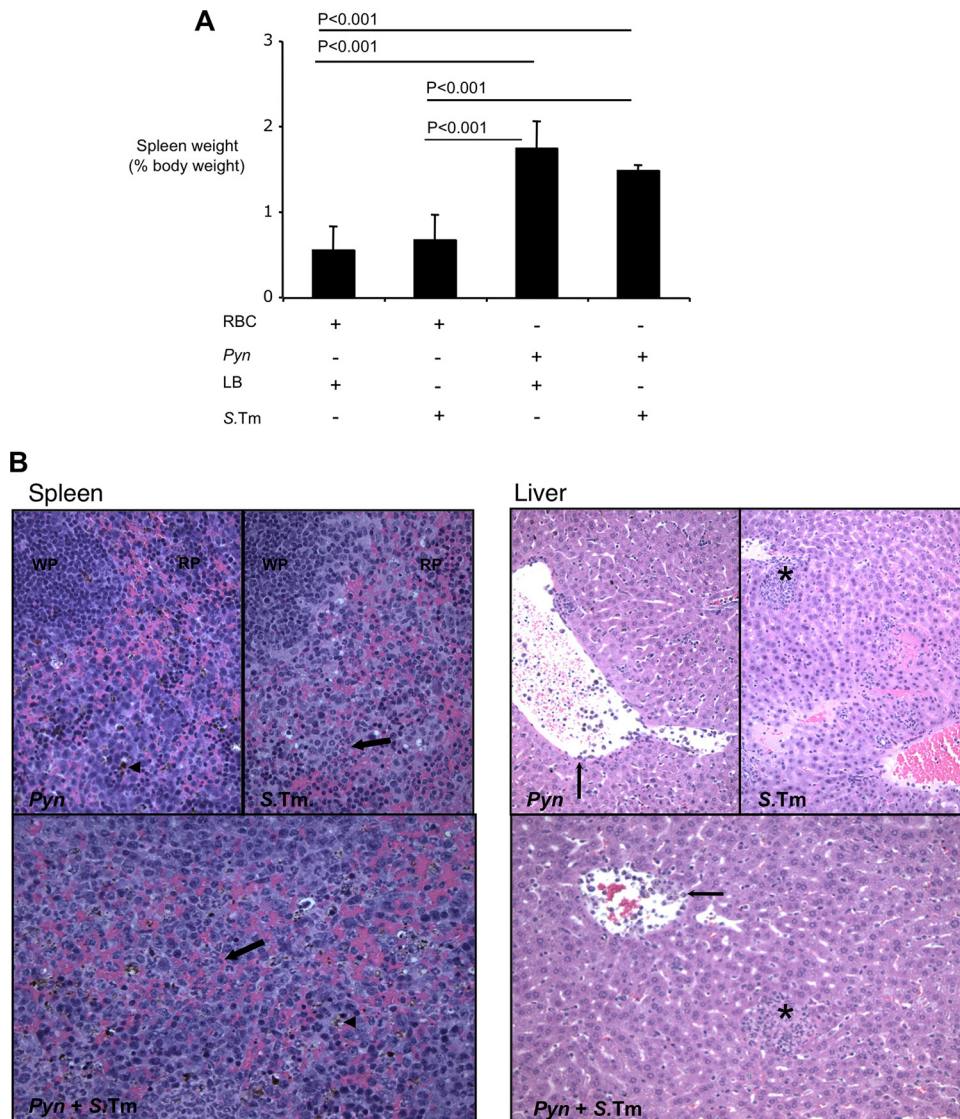 A
P<0.001
P<0.001
P<0.001
P<0.001
3
2
1
0
Spleen weight
(% body weight)
RBC + + - -
Pyn - - + +
LB + - + -
S.Tm - + - +
B
Spleen
Liver
WP RP
WP RP
*
Pyn
S.Tm
Pyn
S.Tm
*
Pyn + S.Tm
Pyn + S.Tm